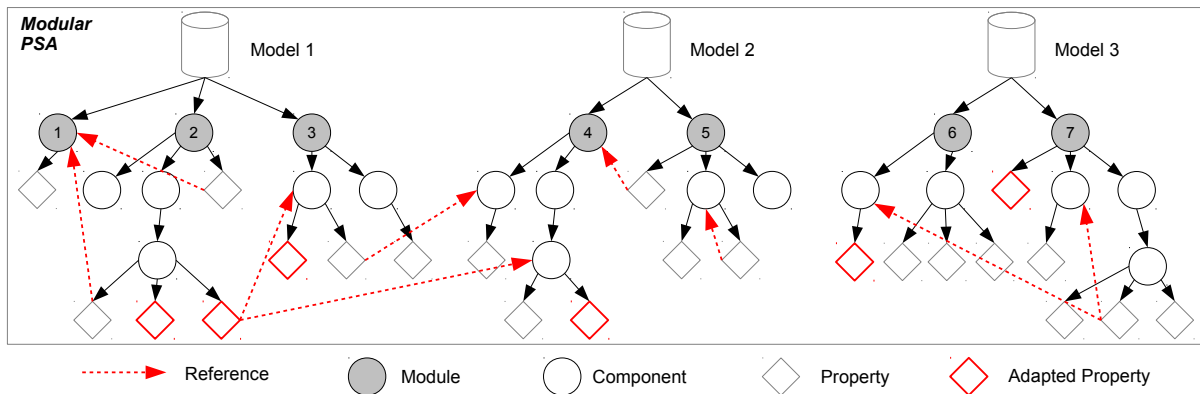 Modular
PSA
Model 1
Model 2
Model 3
1
2
3
4
5
6
7
Reference
Module
Component
Property
Adapted Property